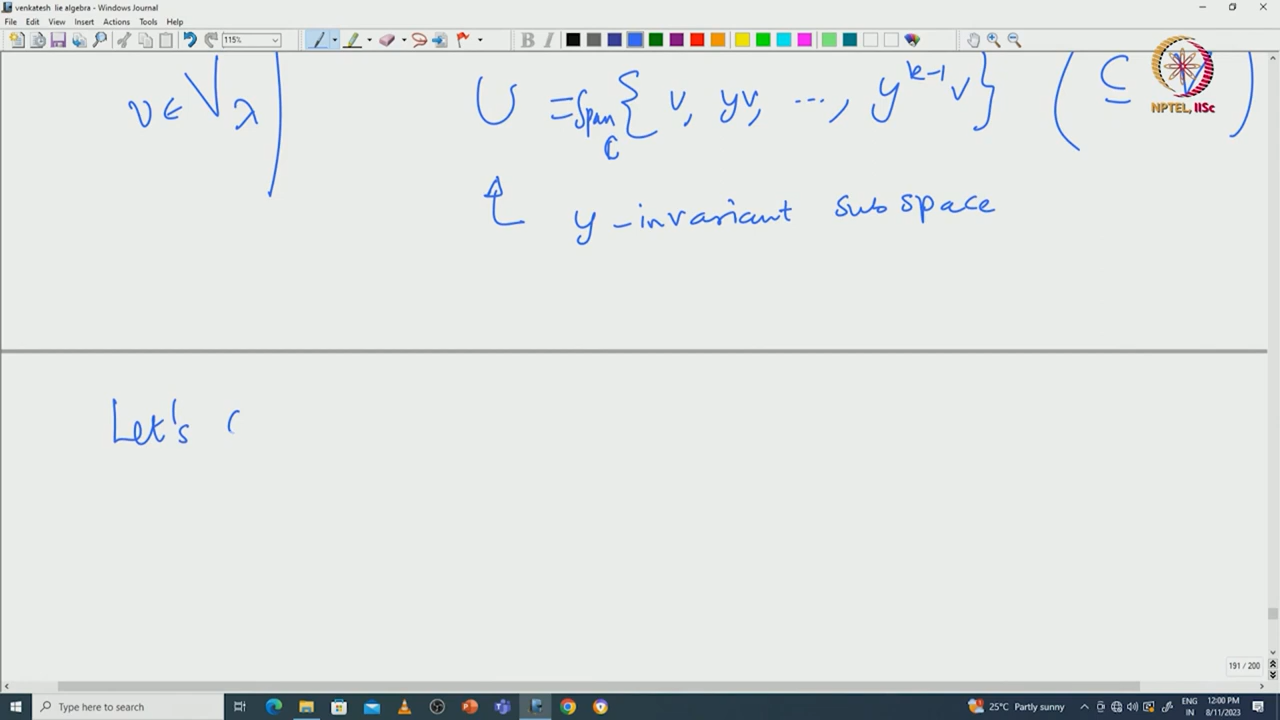 venkatesh lie algebra - Windows Journal
File Edit View Insert Actions Tools Help
115%
B I
NPTEL, IISc
v ∈ V_λ | U = Span_ℂ { v, yv, ..., y^{k-1} v } ( ⊆ V )
y-invariant subspace
Let's
191 / 200
Type here to search
25°C Partly sunny
ENG
IN
12:00 PM
8/11/2023